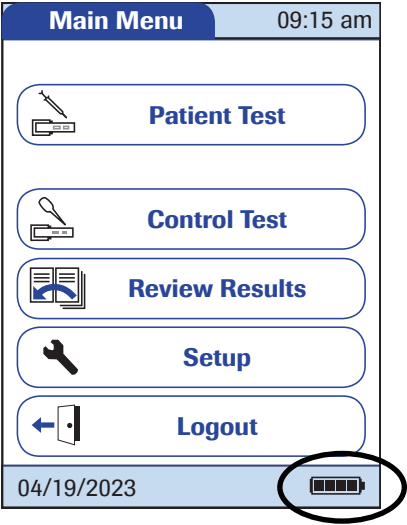 Main Menu
09:15 am
Patient Test
Control Test
Review Results
Setup
Logout
04/19/2023